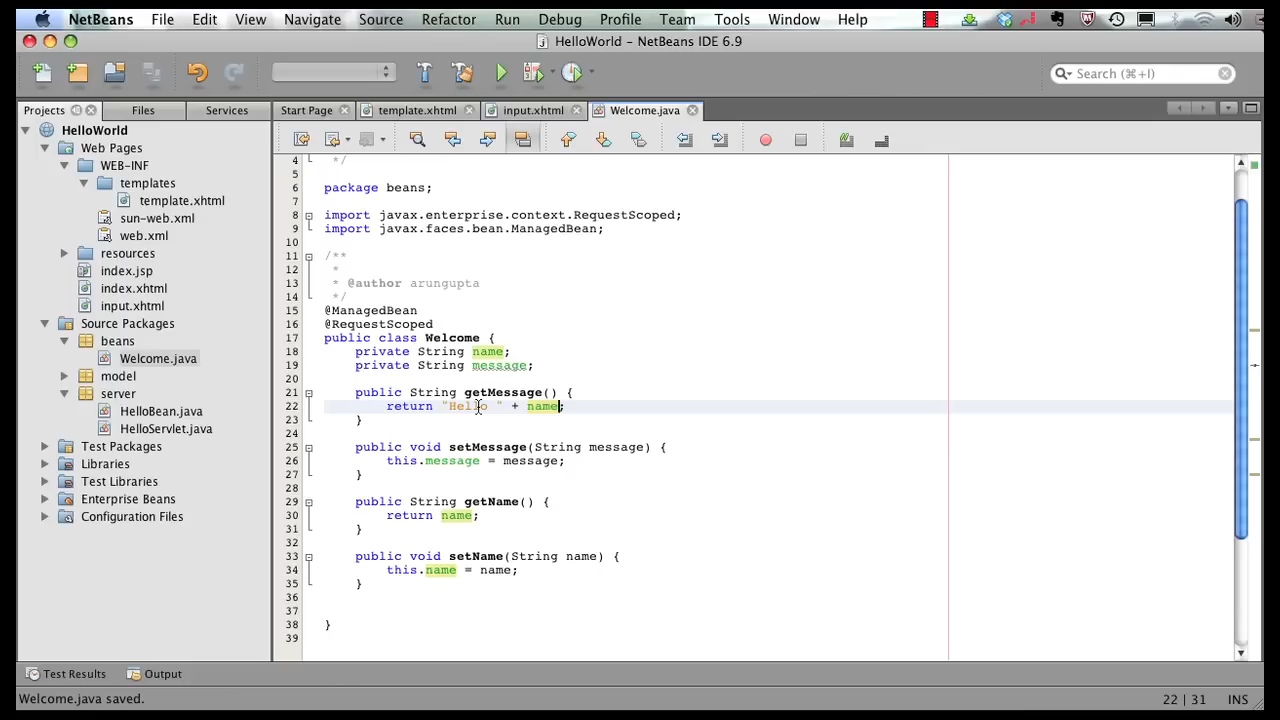 NetBeans File Edit View Navigate Source Refactor Run Debug Profile Team Tools Window Help
HelloWorld – NetBeans IDE 6.9
Search (⌘+I)
Projects Files Services Start Page template.xhtml input.xhtml Welcome.java
HelloWorld
Web Pages
WEB-INF
templates
template.xhtml
sun-web.xml
web.xml
resources
index.jsp
index.xhtml
input.xhtml
Source Packages
beans
Welcome.java
model
server
HelloBean.java
HelloServlet.java
Test Packages
Libraries
Test Libraries
Enterprise Beans
Configuration Files
4 */
5
6 package beans;
7
8 import javax.enterprise.context.RequestScoped;
9 import javax.faces.bean.ManagedBean;
10
11 /**
12 *
13 * @author arungupta
14 */
15 @ManagedBean
16 @RequestScoped
17 public class Welcome {
18 private String name;
19 private String message;
20
21 public String getMessage() {
22 return "Hello " + name;
23 }
24
25 public void setMessage(String message) {
26 this.message = message;
27 }
28
29 public String getName() {
30 return name;
31 }
32
33 public void setName(String name) {
34 this.name = name;
35 }
36
37
38 }
39
Test Results Output
Welcome.java saved. 22 | 31 INS